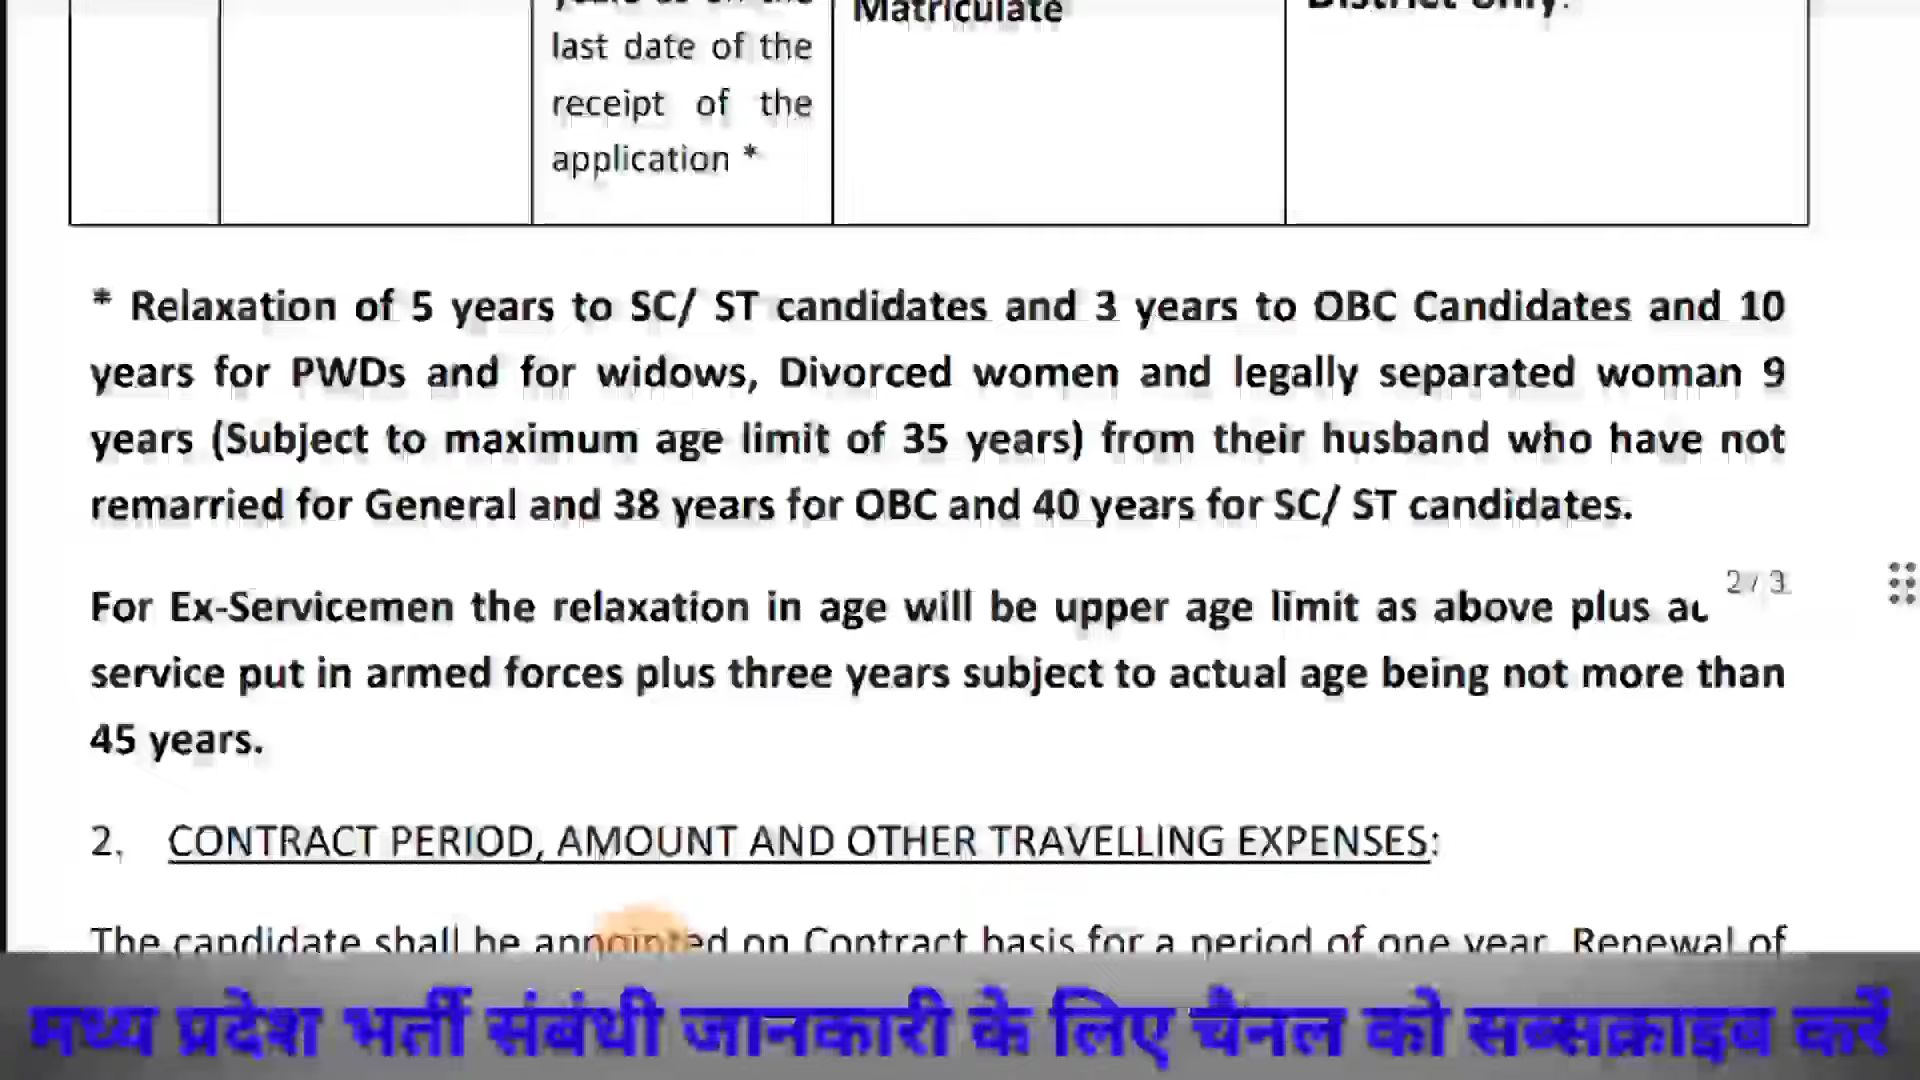 last date of the
receipt of the
application *
Matriculate
District only.
* Relaxation of 5 years to SC/ ST candidates and 3 years to OBC Candidates and 10
years for PWDs and for widows, Divorced women and legally separated woman 9
years (Subject to maximum age limit of 35 years) from their husband who have not
remarried for General and 38 years for OBC and 40 years for SC/ ST candidates.
2 / 3
For Ex-Servicemen the relaxation in age will be upper age limit as above plus
service put in armed forces plus three years subject to actual age being not more than
45 years.
2. CONTRACT PERIOD, AMOUNT AND OTHER TRAVELLING EXPENSES:
The candidate shall be appointed on Contract basis for a period of one year. Renewal of
मध्य प्रदेश भर्ती संबंधी जानकारी के लिए चैनल को सब्सक्राइब करें